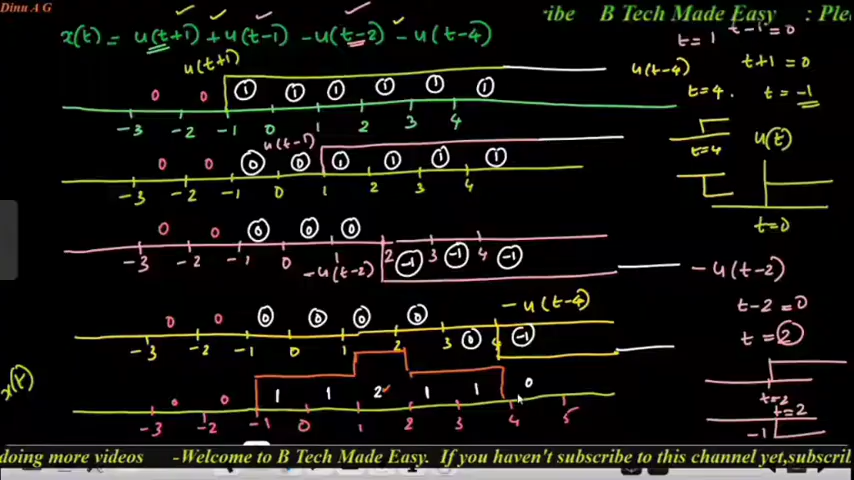 Dinu A G
ibe B Tech Made Easy : Ple
x(t) = u(t+1) + u(t-1) - u(t-2) - u(t-4)
t=1 t-1=0
t+1=0
t=-1
u(t+1)
1 1 1 1 1 1
0 0
-3 -2 -1 0 1 2 3 4
u(t-4)
t=4.
t=4
u(t)
t=0
u(t-1)
0 0 0 0 1 1 1 1
-3 -2 -1 0 1 2 3 4
0 0 0 0 0
-3 -2 -1 0 1 2 3 4
-u(t-2) -1 -1 -1
-u(t-2)
t-2=0
t=2
t=2
t=2
-1
-u(t-4)
0 0 0 0 0 0 0 -1
-3 -2 -1 0 1 2 3 4
x(t)
0 0 1 1 2 1 1 0
-3 -2 -1 0 1 2 3 4 5
doing more videos -Welcome to B Tech Made Easy. If you haven't subscribe to this channel yet,subscri